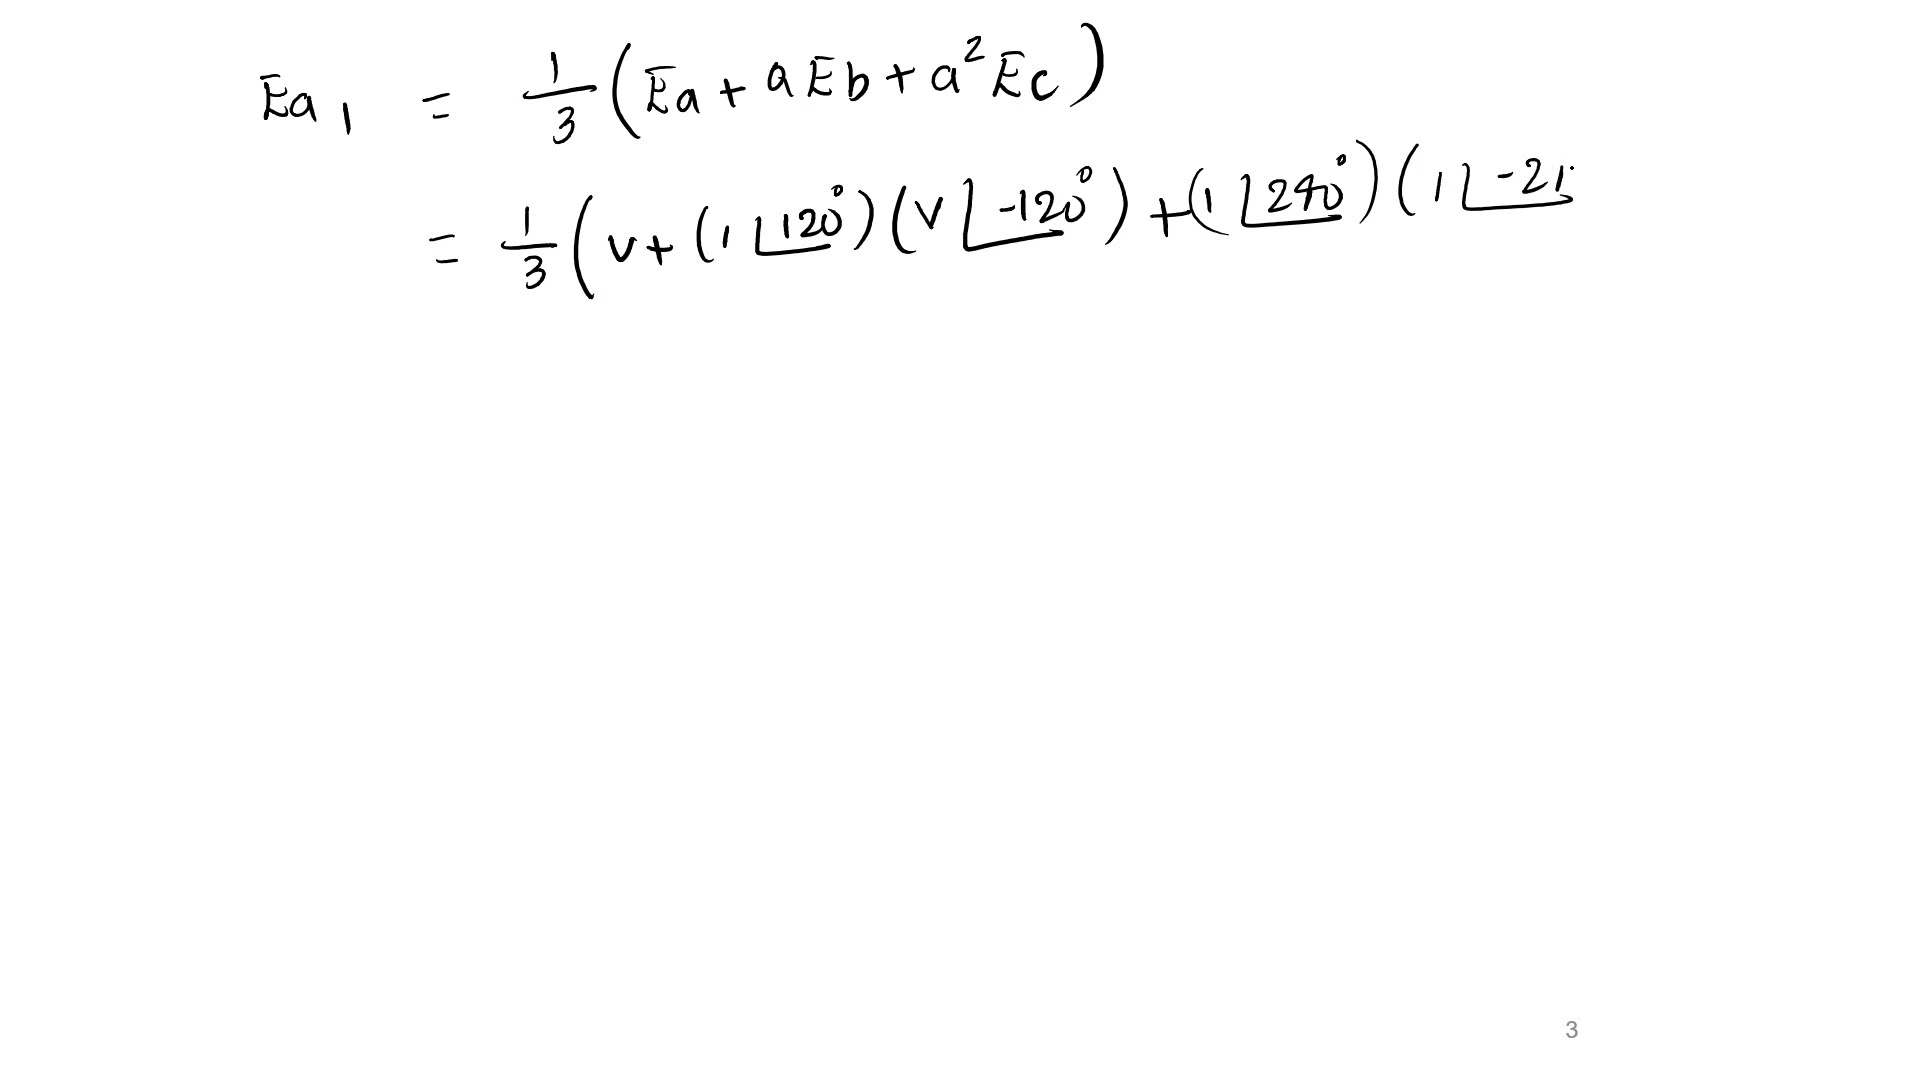 Ea1 = 1/3 (Ea + aEb + a²Ec)
= 1/3 (V + (1∠120°)(V∠-120°) + (1∠240°)(1∠-2
3